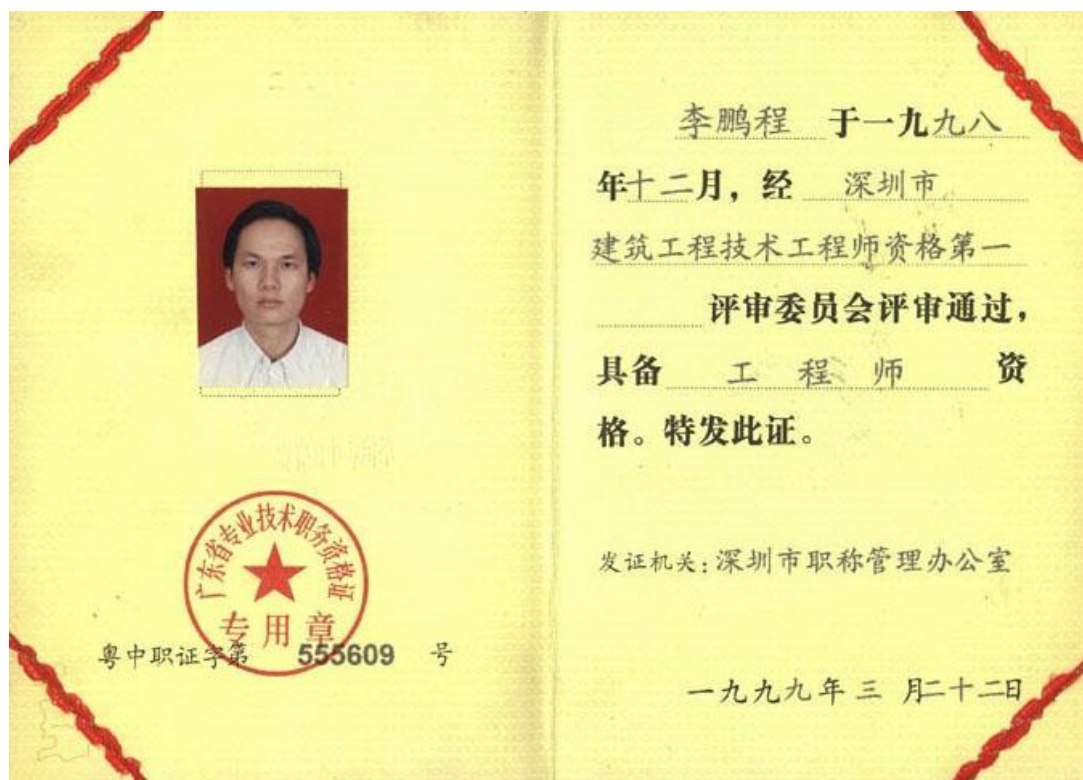 广东省专业技术职务资格证
专用章
粤中职证字第 555609 号
李鹏程 于一九九八
年十二月，经 深圳市
建筑工程技术工程师资格第一
评审委员会评审通过，
具备 工程师 资
格。特发此证。
发证机关：深圳市职称管理办公室
一九九九年三月二十二日